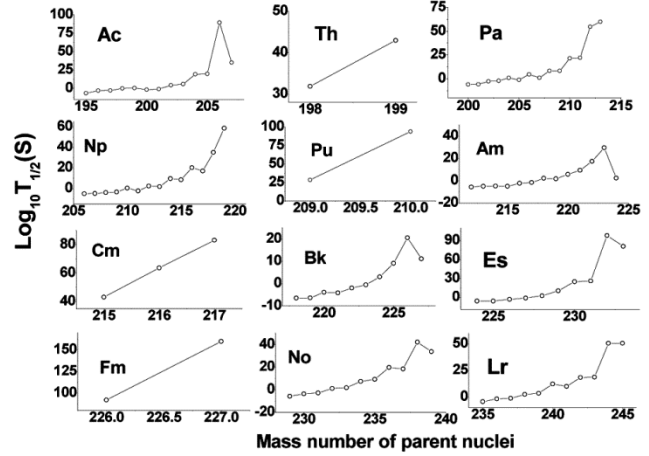 Ac
100
75
50
25
0
195 200 205
Th
50
40
30
198 199
Pa
75
50
25
0
200 205 210 215
Log10T1/2(S)
Np
60
40
20
0
205 210 215 220
Pu
100
75
50
25
0
209.0 209.5 210.0
Am
40
20
0
-20
215 220 225
Cm
80
60
40
215 216 217
Bk
20
10
0
-10
220 225
Es
90
60
30
0
225 230
Fm
150
100
226.0 226.5 227.0
No
40
20
0
-20
230 235 240
Lr
50
25
0
235 240 245
Mass number of parent nuclei